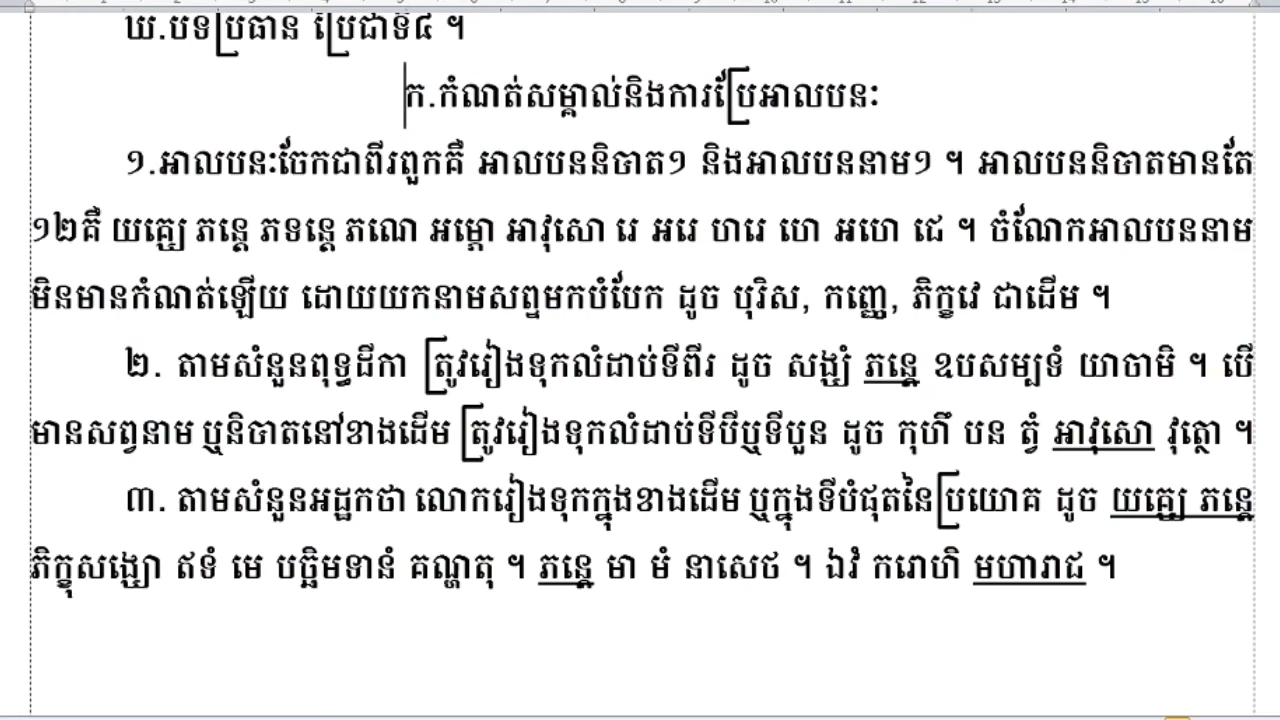 ឃ.បទប្រធាន ប្រែជាទី៤ ។
ក.កំណត់សម្គាល់និងការប្រែអាលបនៈ
១.អាលបនៈចែកជាពីរពួកគឺ អាលបននិបាត១ និងអាលបននាម១ ។ អាលបននិបាតមានតែ
១២គឺ យគ្ឃេ ភន្តេ ភទន្តេ ភណេ អម្ភោ អាវុសោ រេ អរេ ហរេ ហេ អហេ ជេ ។ ចំណែកអាលបននាម
មិនមានកំណត់ឡើយ ដោយយកនាមសព្ទមកបំបែក ដូច បុរិស, កញ្ញេ, ភិក្ខវេ ជាដើម ។
២. តាមសំនួនពុទ្ធដីកា ត្រូវរៀងទុកលំដាប់ទីពីរ ដូច សង្ឃំ ភន្តេ ឧបសម្បទំ យាចាមិ ។ បើ
មានសព្វនាម ឬនិបាតនៅខាងដើម ត្រូវរៀងទុកលំដាប់ទីបីឬទីបួន ដូច កុហឹ បន ត្វំ អាវុសោ វុត្ថោ ។
៣. តាមសំនួនអដ្ឋកថា លោករៀងទុកក្នុងខាងដើម ឬក្នុងទីបំផុតនៃប្រយោគ ដូច យគ្ឃេ ភន្តេ
ភិក្ខុសង្ឃោ ឥទំ មេ បច្ឆិមទានំ គណ្ហតុ ។ ភន្តេ មា មំ នាសេថ ។ ឯវំ ករោហិ មហារាជ ។